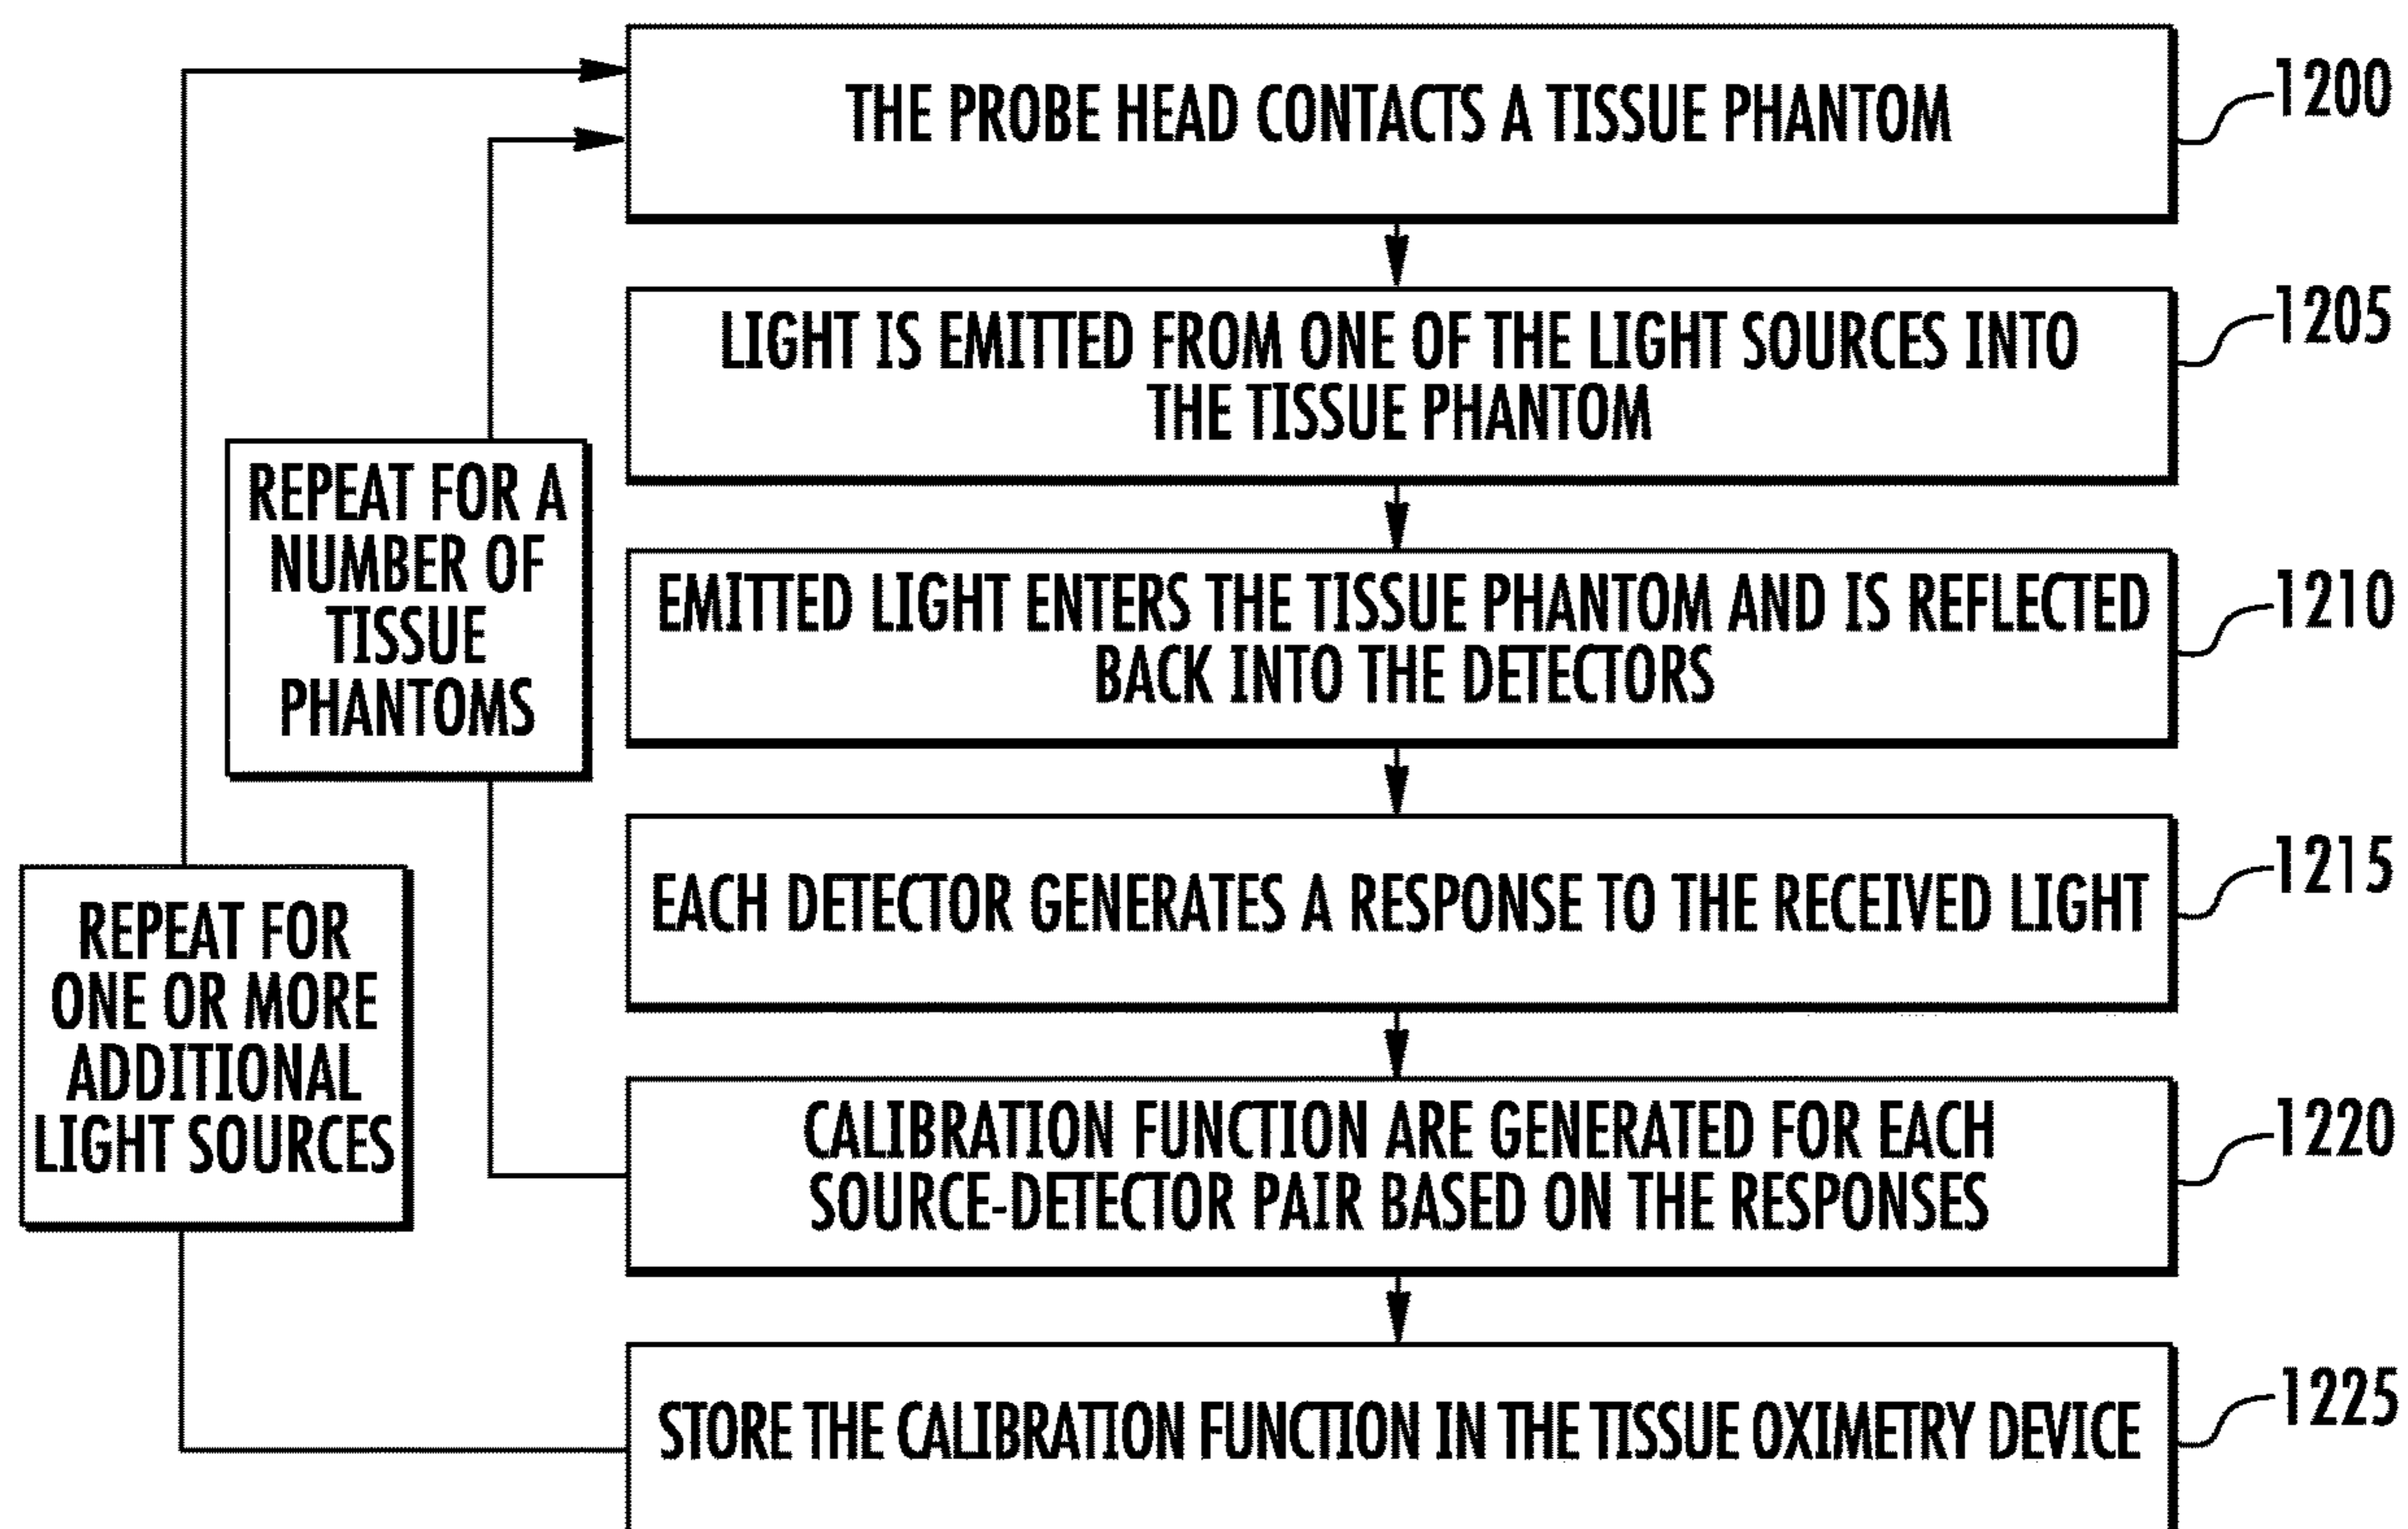 THE PROBE HEAD CONTACTS A TISSUE PHANTOM
1200
LIGHT IS EMITTED FROM ONE OF THE LIGHT SOURCES INTO
THE TISSUE PHANTOM
1205
EMITTED LIGHT ENTERS THE TISSUE PHANTOM AND IS REFLECTED
BACK INTO THE DETECTORS
1210
EACH DETECTOR GENERATES A RESPONSE TO THE RECEIVED LIGHT
1215
CALIBRATION FUNCTION ARE GENERATED FOR EACH
SOURCE-DETECTOR PAIR BASED ON THE RESPONSES
1220
STORE THE CALIBRATION FUNCTION IN THE TISSUE OXIMETRY DEVICE
1225
REPEAT FOR A
NUMBER OF
TISSUE
PHANTOMS
REPEAT FOR
ONE OR MORE
ADDITIONAL
LIGHT SOURCES